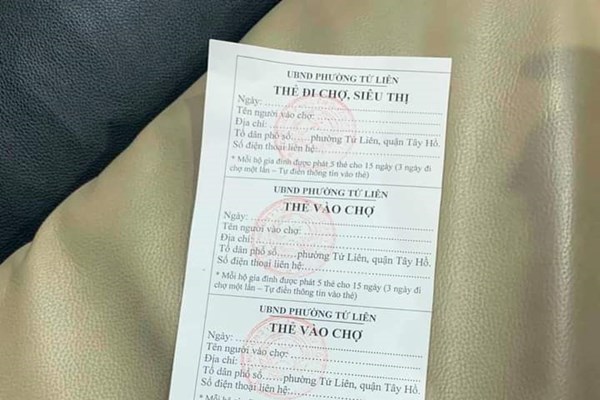 UBND PHƯỜNG TỨ LIÊN
THẺ ĐI CHỢ, SIÊU THỊ
Ngày:
Tên người vào chợ:
Địa chỉ:
Tổ dân phố số......phường Tứ Liên, quận Tây Hồ.
Số điện thoại liên hệ:
* Mỗi hộ gia đình được phát 5 thẻ cho 15 ngày (3 ngày đi
chợ một lần – Tự điền thông tin vào thẻ)
UBND PHƯỜNG TỨ LIÊN
THẺ VÀO CHỢ
Ngày:
Tên người vào chợ:
Địa chỉ:
Tổ dân phố số......phường Tứ Liên, quận Tây Hồ.
Số điện thoại liên hệ:
* Mỗi hộ gia đình được phát 5 thẻ cho 15 ngày (3 ngày đi
chợ một lần – Tự điền thông tin vào thẻ)
UBND PHƯỜNG TỨ LIÊN
THẺ VÀO CHỢ
Ngày:
Tên người vào chợ:
Địa chỉ:
Tổ dân phố số......phường Tứ Liên, quận Tây Hồ.
Số điện thoại liên hệ: